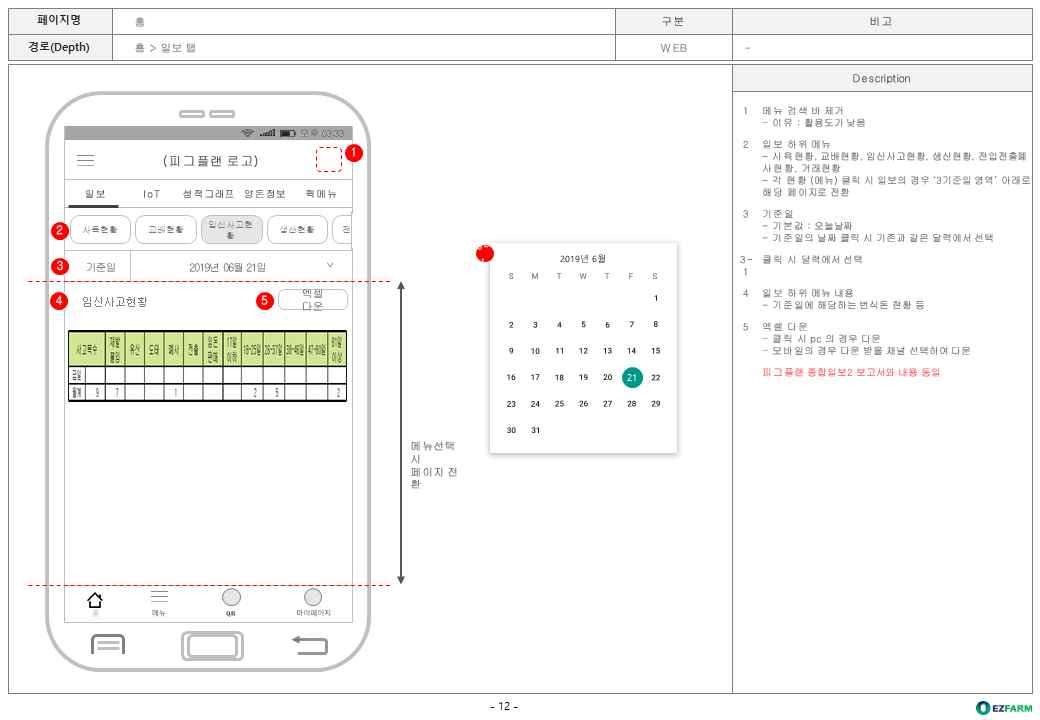 페이지명
홈
구분
비고
경로(Depth)
홈 > 일보 탭
WEB
-
Description
오후 03:33
(피그플랜 로고)
1
일보
IoT
성적그래프
양돈정보
퀵메뉴
2
사육현황
교배현황
임신사고현
황
생산현황
전
3
기준일
2019년 06월 21일
4
임신사고현황
5
엑셀
다운
사고복수
재발
불임
유산
도태
폐사
전출
임돈
판매
17일
이하
18-25일
26-37일
38-46일
47-60일
61일
이상
금일
월계
9
7
1
2
5
2
메뉴선택
시
페이지 전
환
홈
메뉴
QR
마이페이지
2019년 6월
S M T W T F S
1
2 3 4 5 6 7 8
9 10 11 12 13 14 15
16 17 18 19 20 21 22
23 24 25 26 27 28 29
30 31
1 메뉴 검색 바 제거
- 이유 : 활용도가 낮음
2 일보 하위 메뉴
- 사육현황, 교배현황, 임신사고현황, 생산현황, 전입전출폐
사현황, 거래현황
- 각 현황 (메뉴) 클릭 시 일보의 경우 '3기준일 영역' 아래로
해당 페이지로 전환
3 기준일
- 기본값 : 오늘날짜
- 기준일의 날짜 클릭 시 기존과 같은 달력에서 선택
3-
1
클릭 시 달력에서 선택
4 일보 하위 메뉴 내용
- 기준일에 해당하는 번식돈 현황 등
5 엑셀 다운
- 클릭 시 pc 의 경우 다운
- 모바일의 경우 다운 받을 채널 선택하여 다운
피그플랜 종합일보2 보고서와 내용 동일
- 12 -
EZFARM